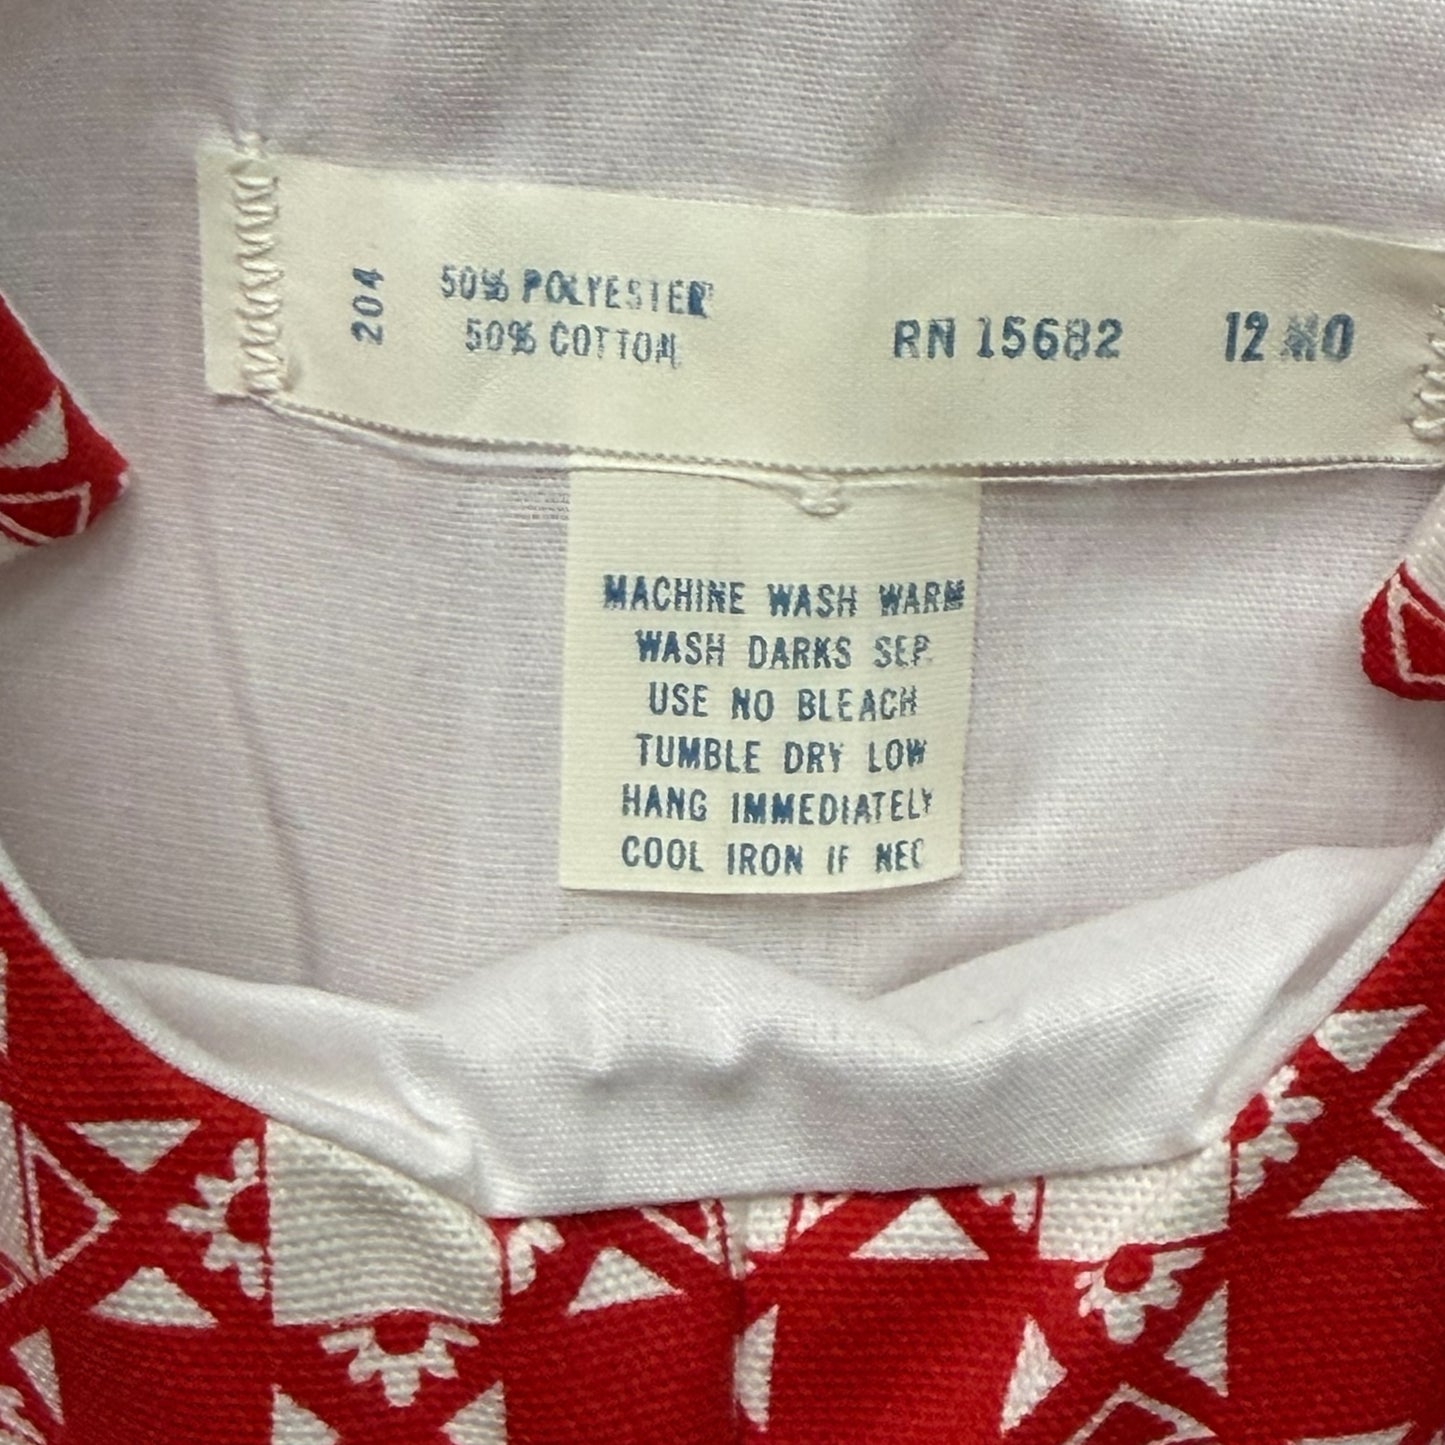 204
50% POLYESTER
50% COTTON
RN 15682
12 MO
MACHINE WASH WARM
WASH DARKS SEP.
USE NO BLEACH
TUMBLE DRY LOW
HANG IMMEDIATELY
COOL IRON IF NEC